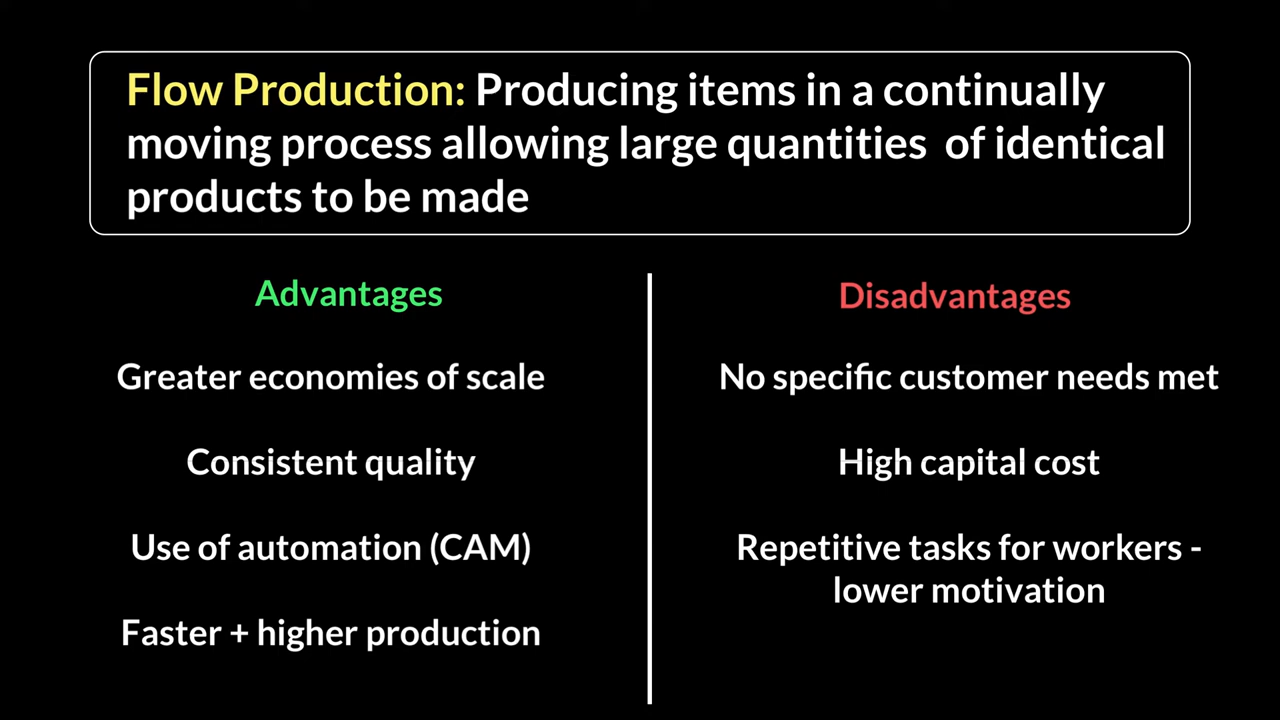 Flow Production: Producing items in a continually
moving process allowing large quantities  of identical
products to be made
Advantages
Greater economies of scale
Consistent quality
Use of automation (CAM)
Faster + higher production
Disadvantages
No specific customer needs met
High capital cost
Repetitive tasks for workers -
lower motivation